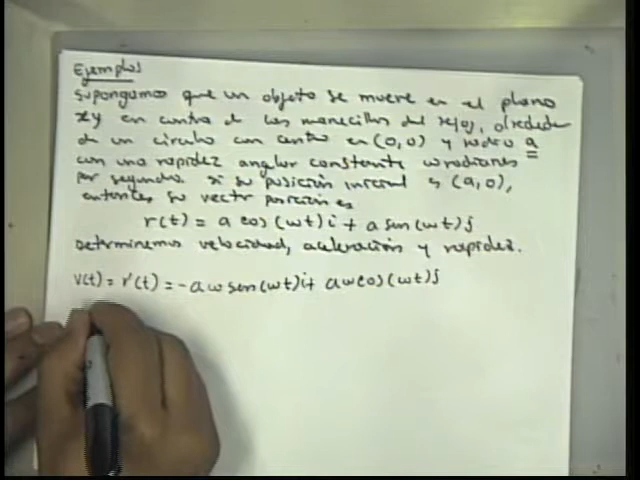 Ejemplos
supongamos que un objeto se mueve en el plano
xy en contra de las manecillas del reloj, alrededor
de un circulo con centro en (0,0) y radio a
con una rapidez angular constante ω radianes
por segundo. si su posición inicial es (a,0),
entonces su vector posición es
r(t) = a cos(ωt)i + a sen(ωt)j
Determinemos velocidad, aceleración y rapidez.
v(t) = r'(t) = -aω sen(ωt)i + aω cos(ωt)j